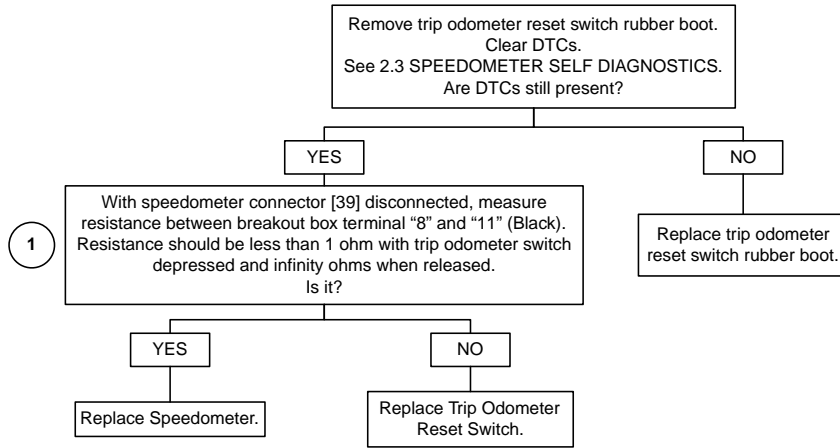 Remove trip odometer reset switch rubber boot.
Clear DTCs.
See 2.3 SPEEDOMETER SELF DIAGNOSTICS.
Are DTCs still present?
YES
NO
1
With speedometer connector [39] disconnected, measure
resistance between breakout box terminal “8” and “11” (Black).
Resistance should be less than 1 ohm with trip odometer switch
depressed and infinity ohms when released.
Is it?
Replace trip odometer
reset switch rubber boot.
YES
NO
Replace Speedometer.
Replace Trip Odometer
Reset Switch.